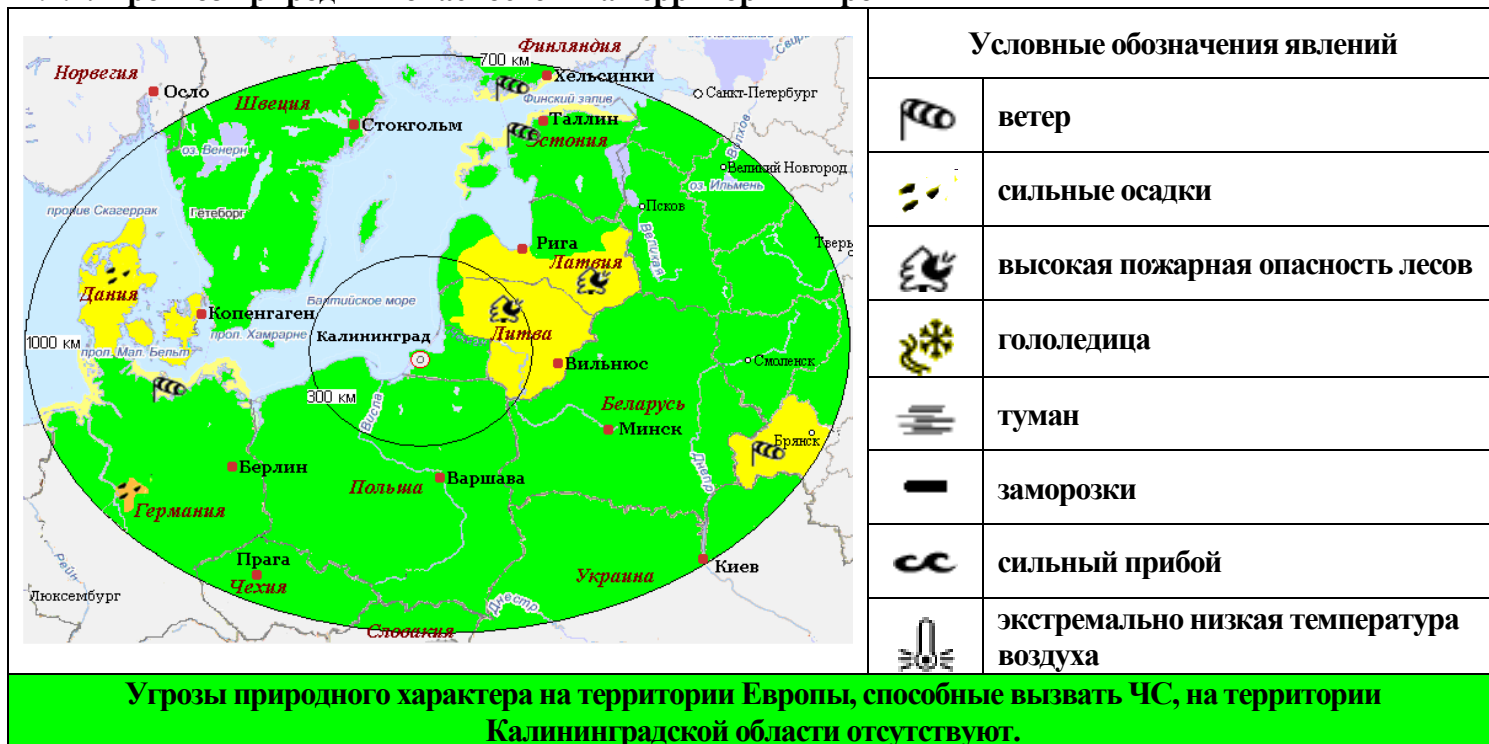 Финляндия
700 км
Хельсинки
Норвегия
Осло
Швеция
Финский залив
Санкт-Петербург
Стокгольм
Таллин
Эстония
Волхов
оз. Венерн
Великий Новгород
оз. Ильмень
Псков
пролив Скагеррак
Гётеборг
Великая
Рига
Тверь
Латвия
Дания
Балтийское море
Копенгаген
прол. Хамрарне
Калининград
Литва
1000 км
прол. Мал. Бельт
Вильнюс
Смоленск
300 км
Висла
Беларусь
Минск
Брянск
Берлин
Варшава
Днепр
Польша
Германия
Рейн
Прага
Чехия
Украина
Киев
Люксембург
Днестр
Словакия
Условные обозначения явлений
ветер
сильные осадки
высокая пожарная опасность лесов
гололедица
туман
заморозки
сильный прибой
экстремально низкая температура
воздуха
Угрозы природного характера на территории Европы, способные вызвать ЧС, на территории
Калининградской области отсутствуют.